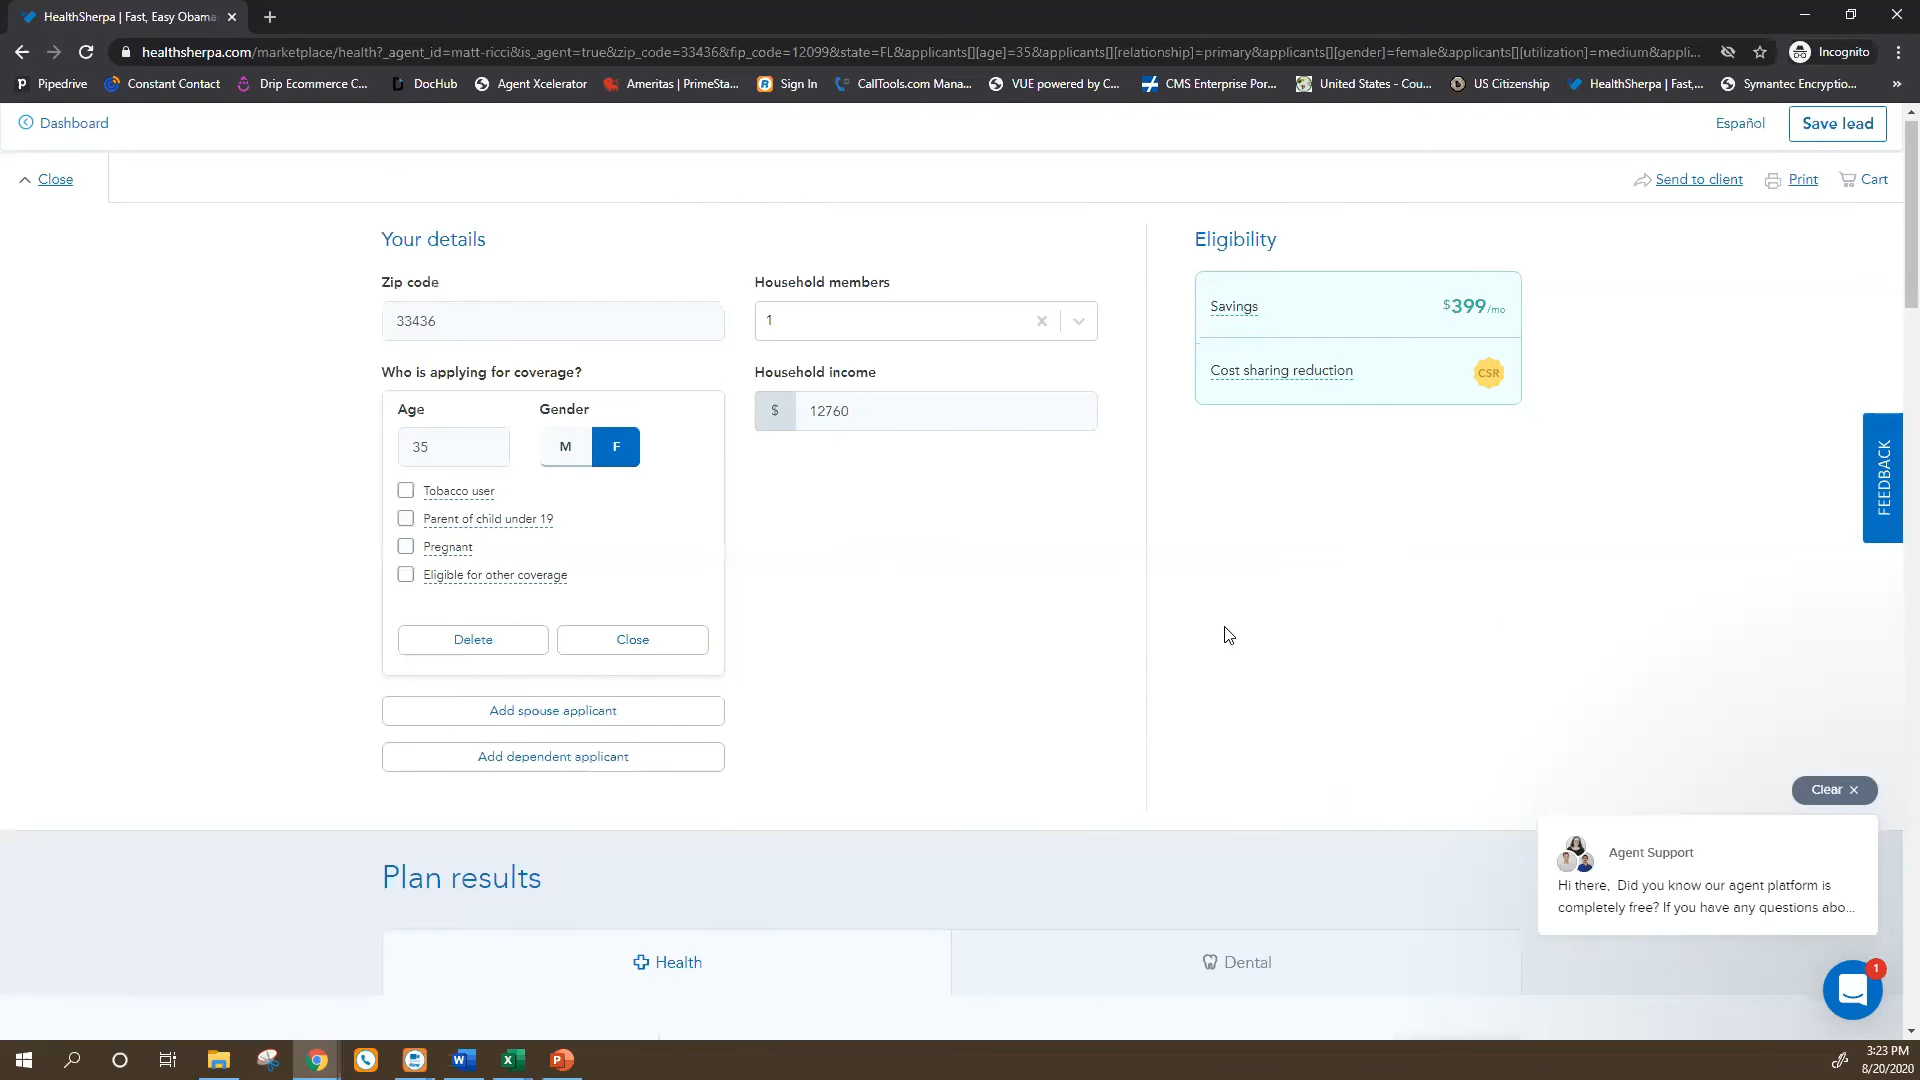 HealthSherpa | Fast, Easy Obama
healthsherpa.com/marketplace/health?_agent_id=matt-ricci&is_agent=true&zip_code=33436&fip_code=12099&state=FL&applicants[][age]=35&applicants[][relationship]=primary&applicants[][gender]=female&applicants[][utilization]=medium&appli...
Incognito
Pipedrive
Constant Contact
Drip Ecommerce C...
DocHub
Agent Xcelerator
Ameritas | PrimeSta...
Sign In
CallTools.com Mana...
VUE powered by C...
CMS Enterprise Por...
United States - Cou...
US Citizenship
HealthSherpa | Fast,...
Symantec Encryptio...
»
Dashboard
Español
Save lead
Close
Send to client
Print
Cart
Your details
Eligibility
Zip code
Household members
33436
1
Savings
$399/mo
Who is applying for coverage?
Household income
Cost sharing reduction
CSR
Age
Gender
$
12760
35
M
F
Tobacco user
Parent of child under 19
Pregnant
Eligible for other coverage
FEEDBACK
Delete
Close
Add spouse applicant
Add dependent applicant
Clear ×
Agent Support
Hi there, Did you know our agent platform is
completely free? If you have any questions abo...
Plan results
Health
Dental
1
3:23 PM
8/20/2020